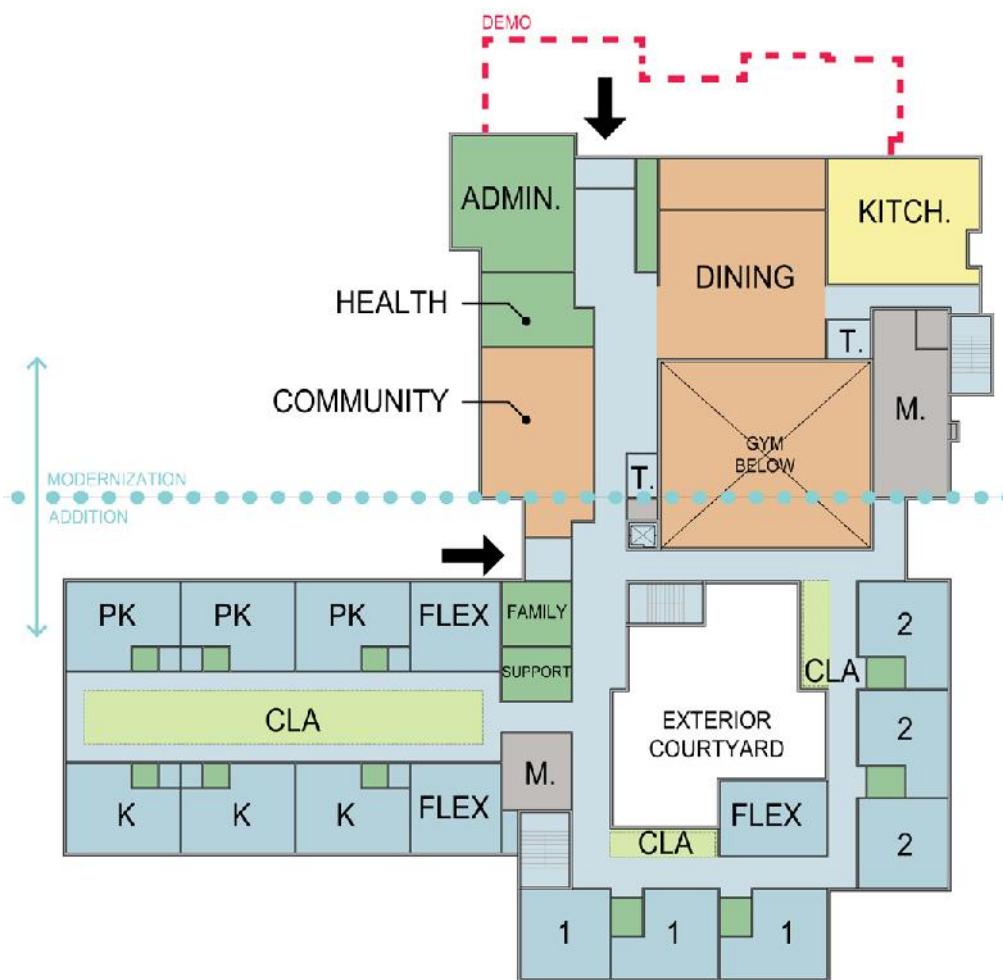 DEMO
ADMIN.
KITCH.
DINING
HEALTH
T.
COMMUNITY
M.
GYM
BELOW
T.
MODERNIZATION
ADDITION
PK
PK
PK
FLEX
FAMILY
2
SUPPORT
CLA
CLA
EXTERIOR
COURTYARD
2
M.
K
K
K
FLEX
FLEX
CLA
2
1
1
1